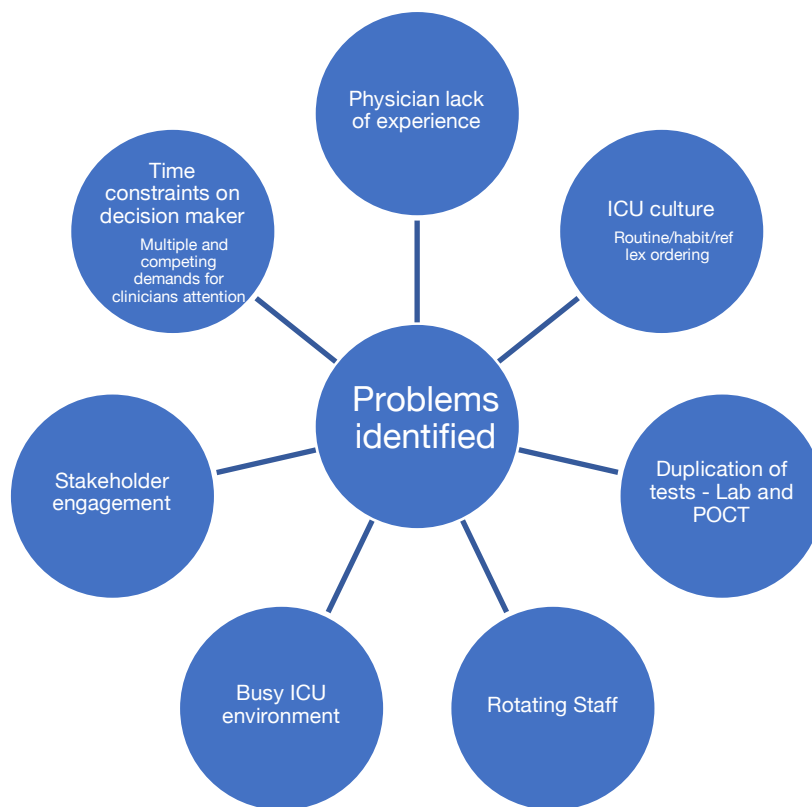 Physician lack
of experience
Time
constraints on
decision maker
Multiple and
competing
demands for
clinicians attention
ICU culture
Routine/habit/ref
lex ordering
Problems
identified
Stakeholder
engagement
Duplication of
tests - Lab and
POCT
Busy ICU
environment
Rotating Staff